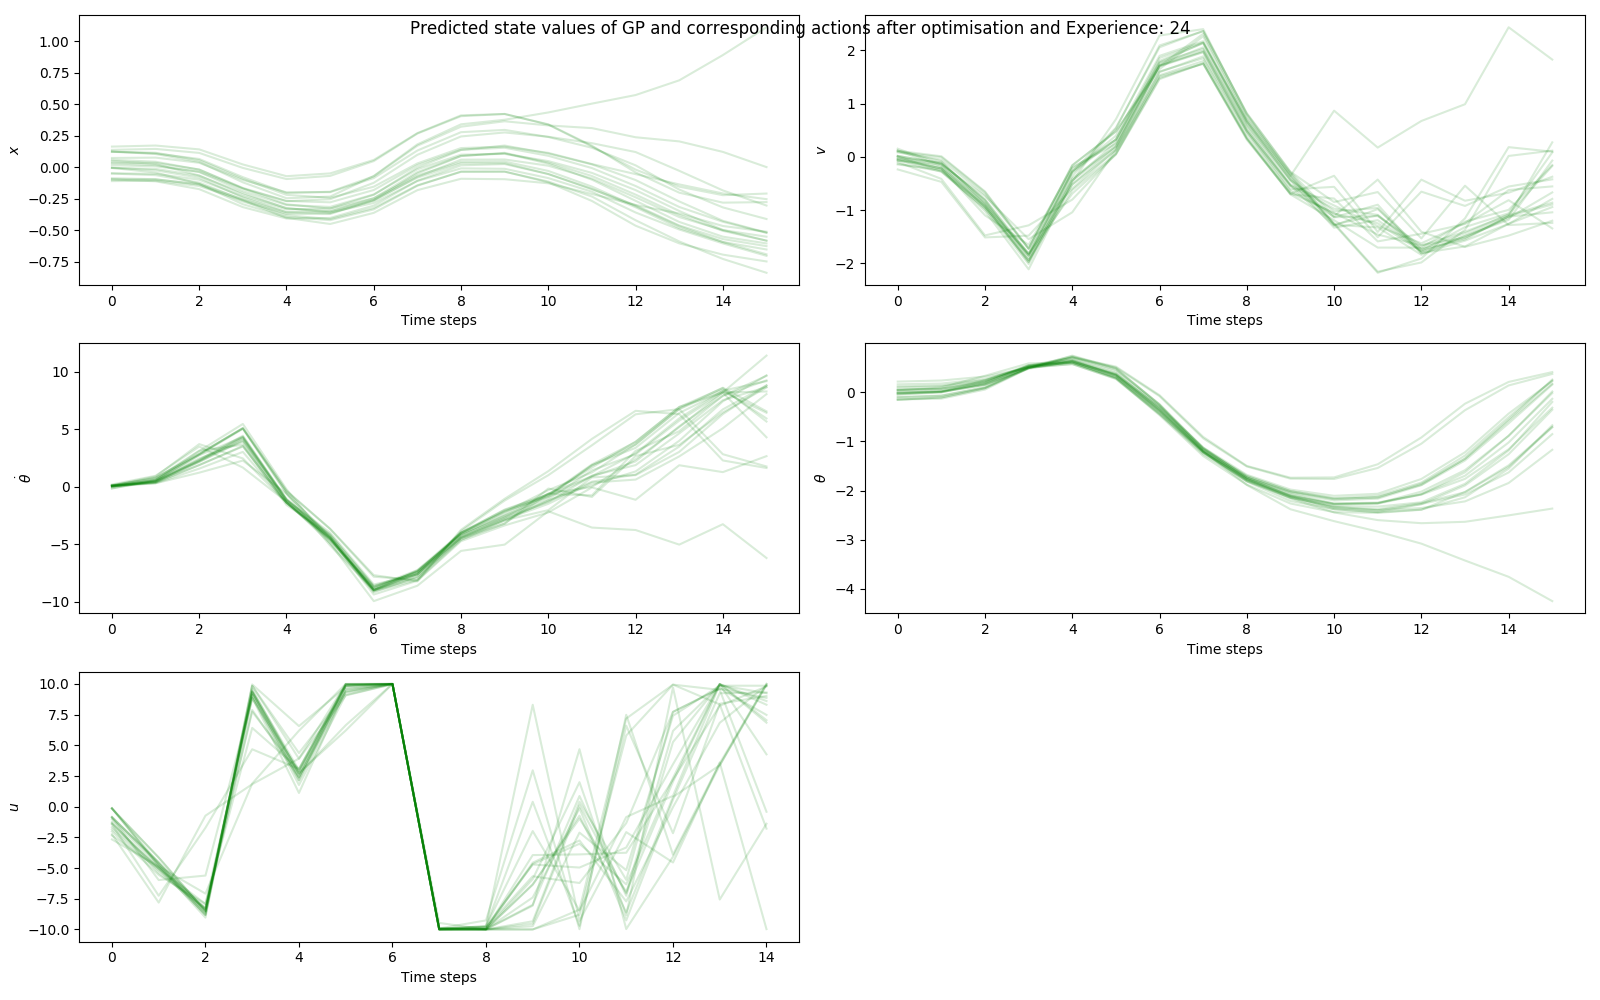 Predicted state values of GP and corresponding actions after optimisation and Experience: 24
1.00
0.75
0.50
0.25
0.00
−0.25
−0.50
−0.75
x
0 2 4 6 8 10 12 14
Time steps
2
1
0
−1
−2
v
0 2 4 6 8 10 12 14
Time steps
10
5
0
−5
−10
θ̇
0 2 4 6 8 10 12 14
Time steps
0
−1
−2
−3
−4
θ
0 2 4 6 8 10 12 14
Time steps
10.0
7.5
5.0
2.5
0.0
−2.5
−5.0
−7.5
−10.0
u
0 2 4 6 8 10 12 14
Time steps